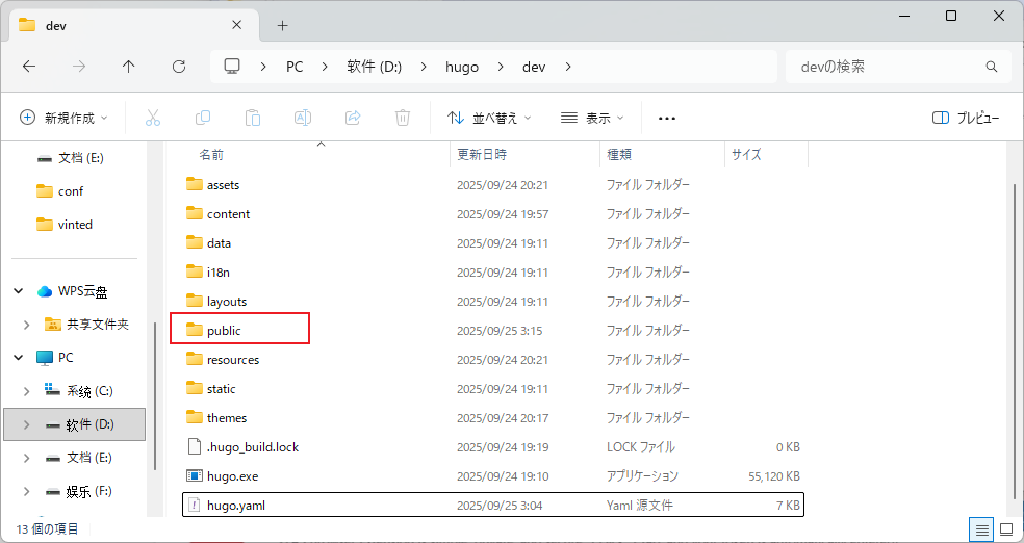 dev
PC 软件 (D:) hugo dev
devの検索
新規作成 並べ替え 表示 プレビュー
文档 (E:)
conf
vinted
WPS云盘
共享文件夹
PC
系统 (C:)
软件 (D:)
文档 (E:)
娱乐 (F:)
名前 更新日時 種類 サイズ
assets 2025/09/24 20:21 ファイル フォルダー
content 2025/09/24 19:57 ファイル フォルダー
data 2025/09/24 19:11 ファイル フォルダー
i18n 2025/09/24 19:11 ファイル フォルダー
layouts 2025/09/24 19:11 ファイル フォルダー
public 2025/09/25 3:15 ファイル フォルダー
resources 2025/09/24 20:21 ファイル フォルダー
static 2025/09/24 19:11 ファイル フォルダー
themes 2025/09/24 20:17 ファイル フォルダー
.hugo_build.lock 2025/09/24 19:19 LOCK ファイル 0 KB
hugo.exe 2025/09/24 19:10 アプリケーション 55,120 KB
hugo.yaml 2025/09/25 3:04 Yaml 源文件 7 KB
13 個の項目